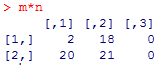 > m*n
     [,1] [,2] [,3]
[1,]    2   18    0
[2,]   20   21    0